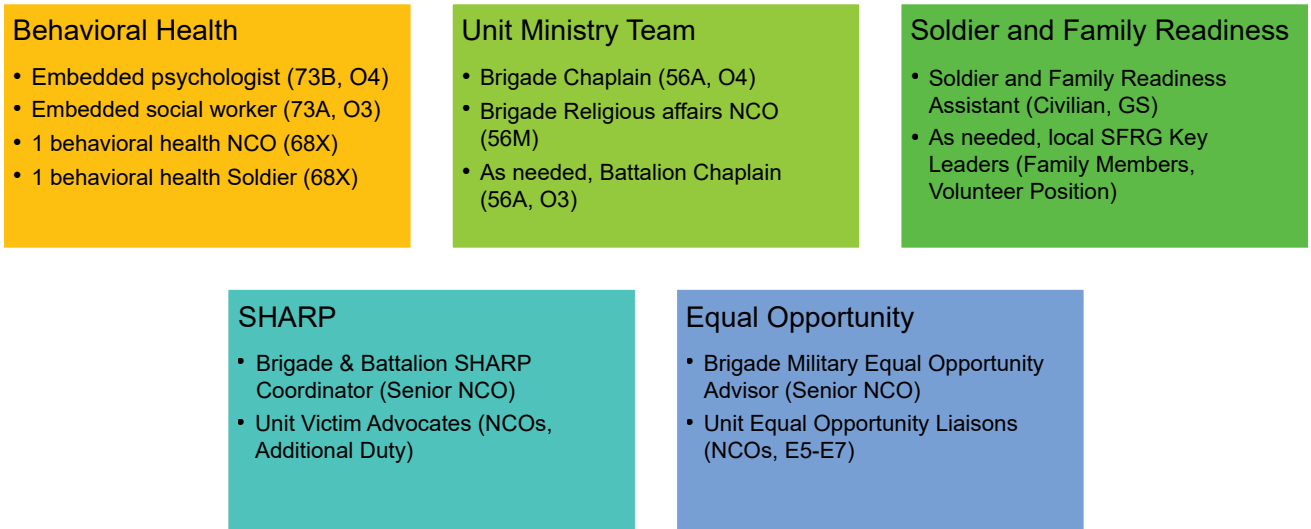 Behavioral Health
• Embedded psychologist (73B, O4)
• Embedded social worker (73A, O3)
• 1 behavioral health NCO (68X)
• 1 behavioral health Soldier (68X)
Unit Ministry Team
• Brigade Chaplain (56A, O4)
• Brigade Religious affairs NCO
(56M)
• As needed, Battalion Chaplain
(56A, O3)
Soldier and Family Readiness
• Soldier and Family Readiness
Assistant (Civilian, GS)
• As needed, local SFRG Key
Leaders (Family Members,
Volunteer Position)
SHARP
• Brigade & Battalion SHARP
Coordinator (Senior NCO)
• Unit Victim Advocates (NCOs,
Additional Duty)
Equal Opportunity
• Brigade Military Equal Opportunity
Advisor (Senior NCO)
• Unit Equal Opportunity Liaisons
(NCOs, E5-E7)